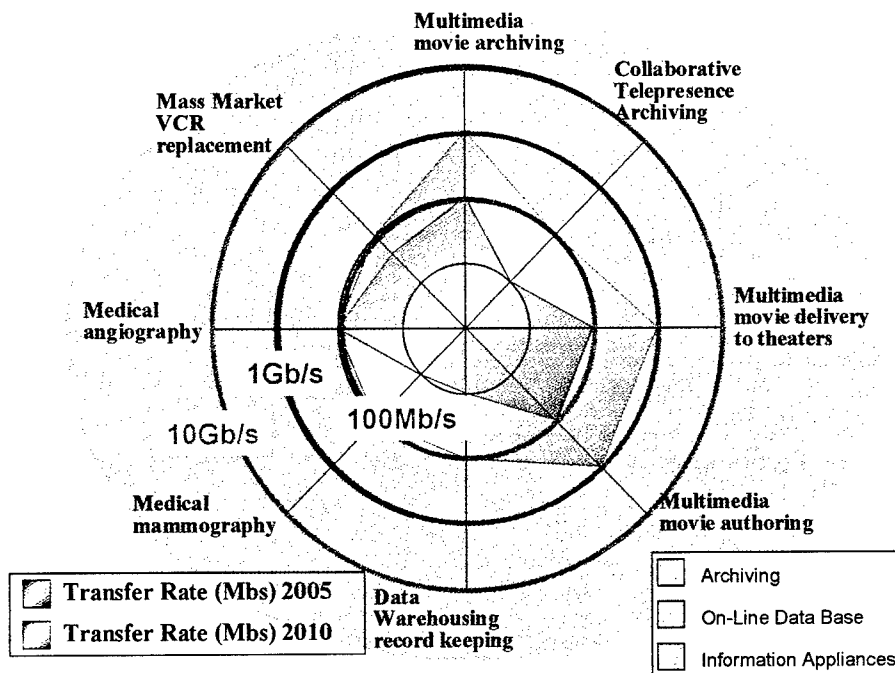 Multimedia
movie archiving
Collaborative
Telepresence
Archiving
Mass Market
VCR
replacement
Medical
angiography
Multimedia
movie delivery
to theaters
1Gb/s
100Mb/s
10Gb/s
Medical
mammography
Multimedia
movie authoring
Data
Warehousing
record keeping
Transfer Rate (Mbs) 2005
Transfer Rate (Mbs) 2010
Archiving
On-Line Data Base
Information Appliances